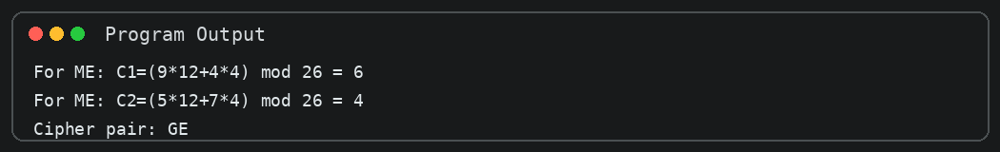 Program Output
For ME: C1=(9*12+4*4) mod 26 = 6
For ME: C2=(5*12+7*4) mod 26 = 4
Cipher pair: GE